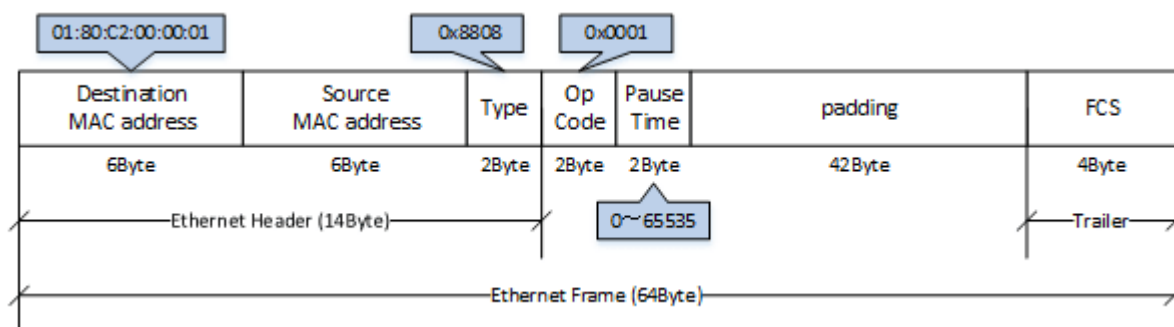 01:80:C2:00:00:01
0x8808
0x0001
Destination
MAC address
Source
MAC address
Type
Op
Code
Pause
Time
padding
FCS
6Byte
6Byte
2Byte
2Byte
2Byte
42Byte
4Byte
Ethernet Header (14Byte)
0~65535
Trailer
Ethernet Frame (64Byte)